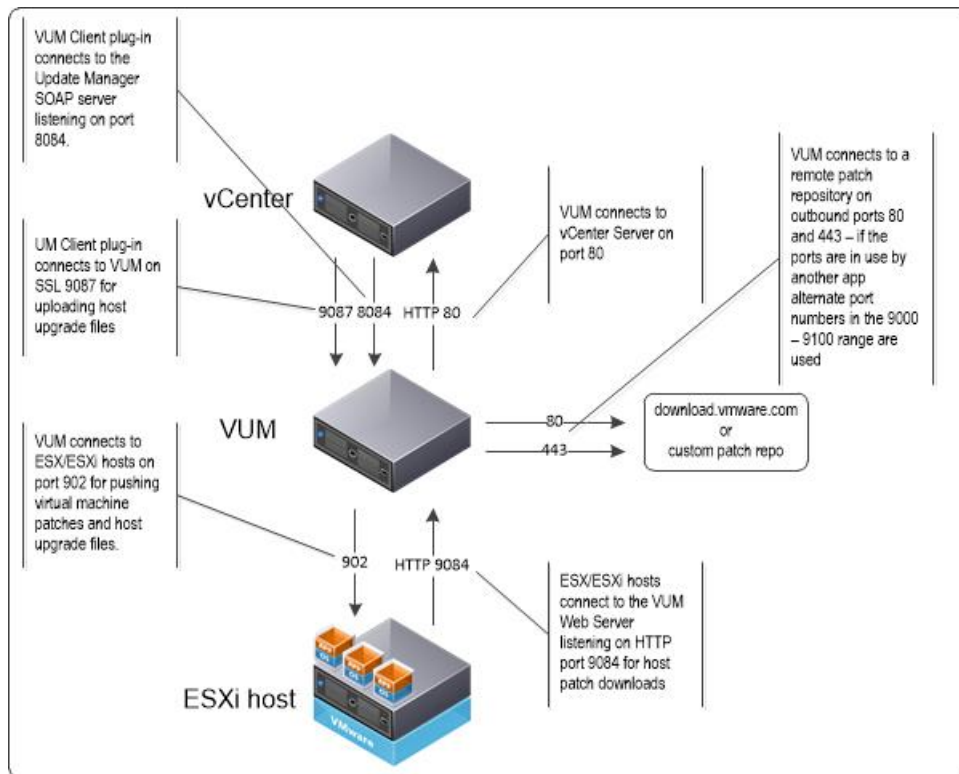 VUM Client plug-in
connects to the
Update Manager
SOAP server
listening on port
8084.
vCenter
UM Client plug-in
connects to VUM on
SSL 9087 for
uploading host
upgrade files
9087 8084 HTTP 80
VUM connects to
vCenter Server on
port 80
VUM connects to a
remote patch
repository on
outbound ports 80
and 443 – if the
ports are in use by
another app
alternate port
numbers in the 9000
– 9100 range are
used
VUM
80
443
download.vmware.com
or
custom patch repo
VUM connects to
ESX/ESXi hosts on
port 902 for pushing
virtual machine
patches and host
upgrade files.
902 HTTP 9084
ESX/ESXi hosts
connect to the VUM
Web Server
listening on HTTP
port 9084 for host
patch downloads
ESXi host
APP
OS
APP
OS
APP
OS
VMware